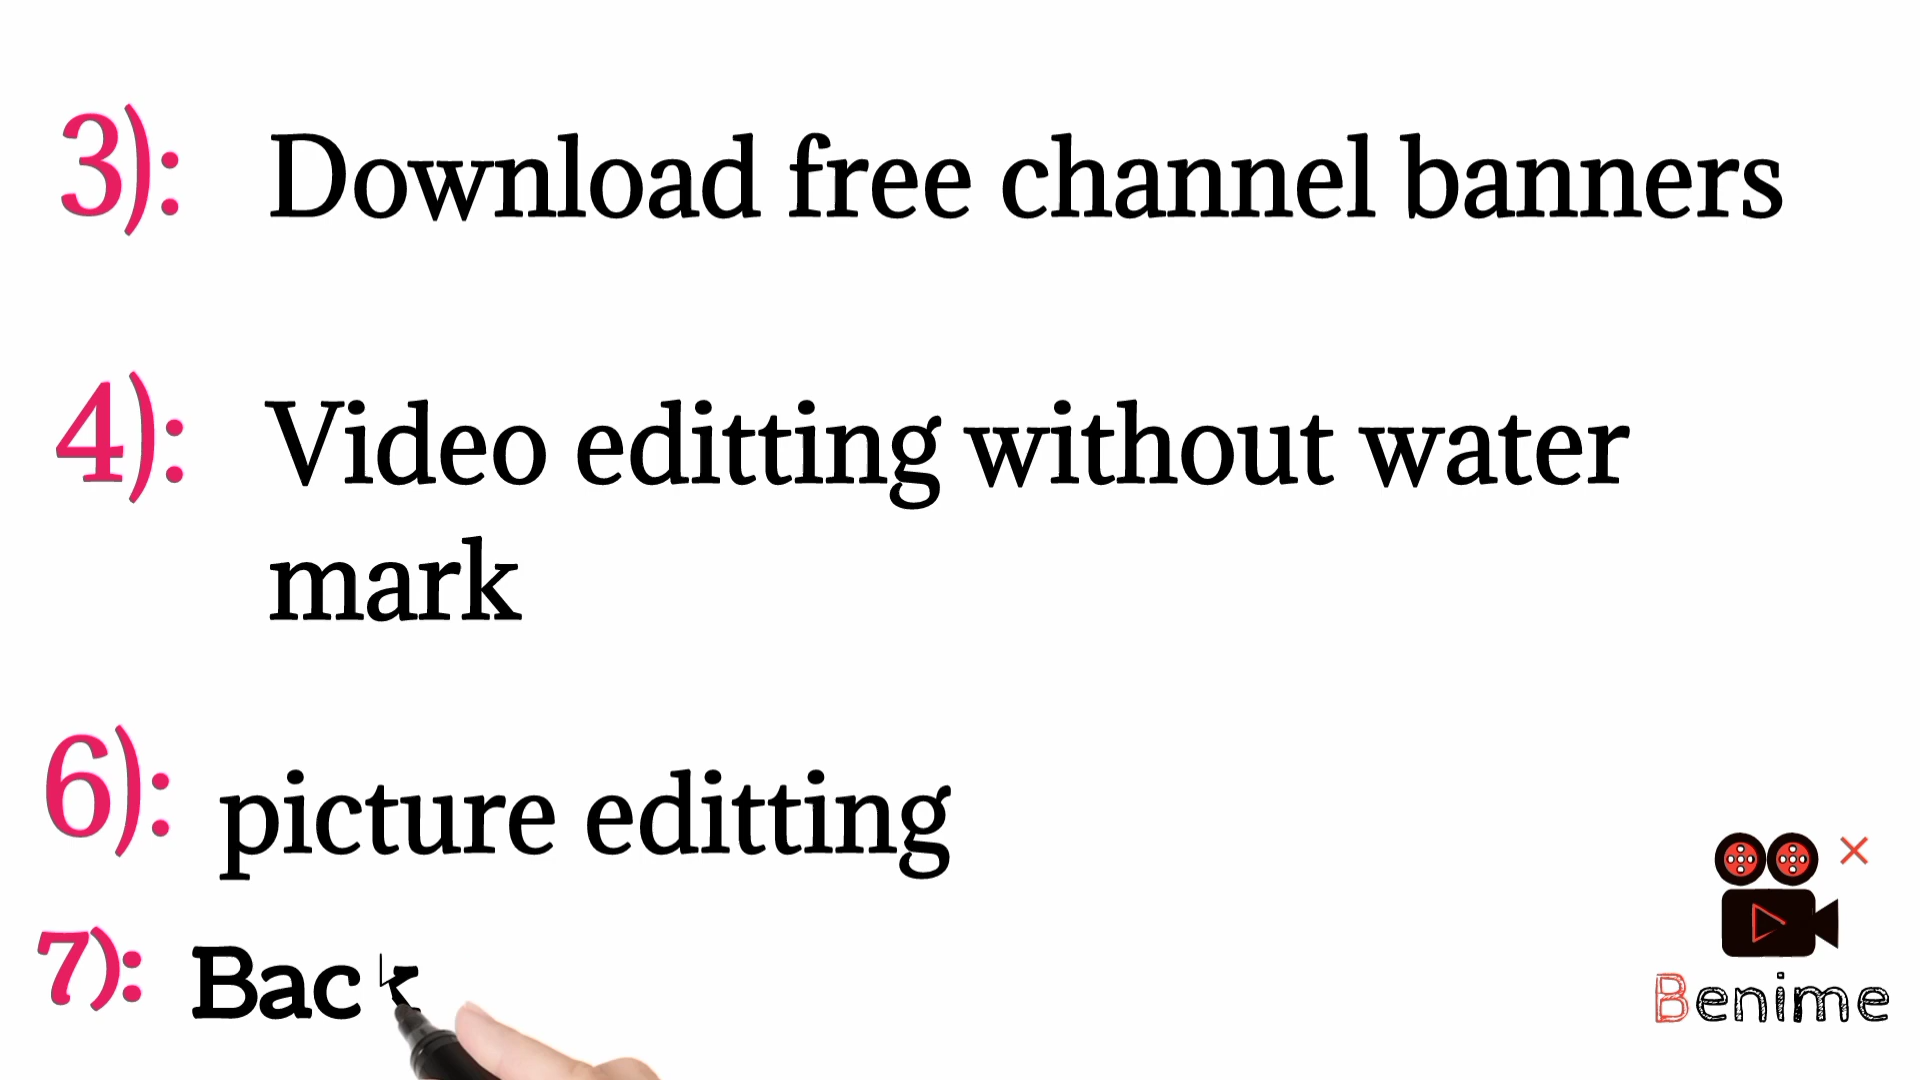 3): Download free channel banners
4): Video editting without water
mark
6): picture editting
7): Bac
Benime